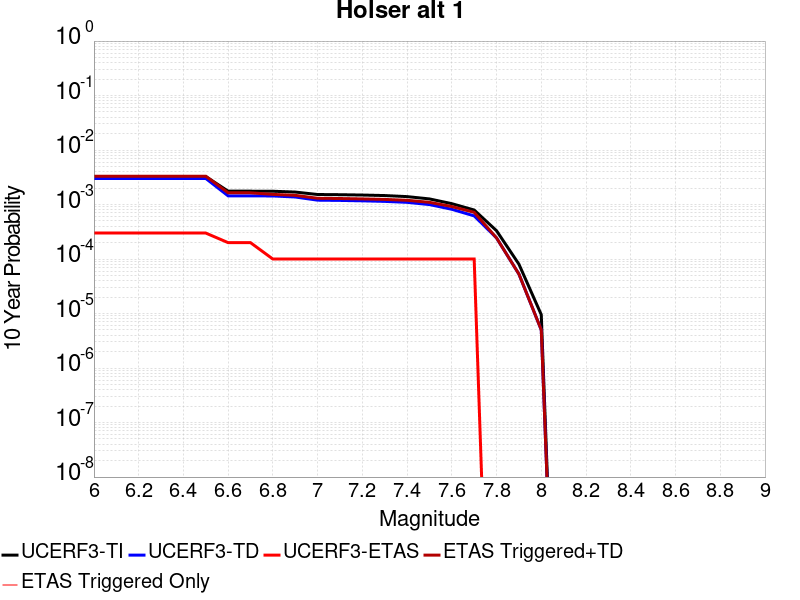 Holser alt 1
10 Year Probability
10^0
10^-1
10^-2
10^-3
10^-4
10^-5
10^-6
10^-7
10^-8
6 6.2 6.4 6.6 6.8 7 7.2 7.4 7.6 7.8 8 8.2 8.4 8.6 8.8 9
Magnitude
UCERF3-TI UCERF3-TD UCERF3-ETAS ETAS Triggered+TD
ETAS Triggered Only